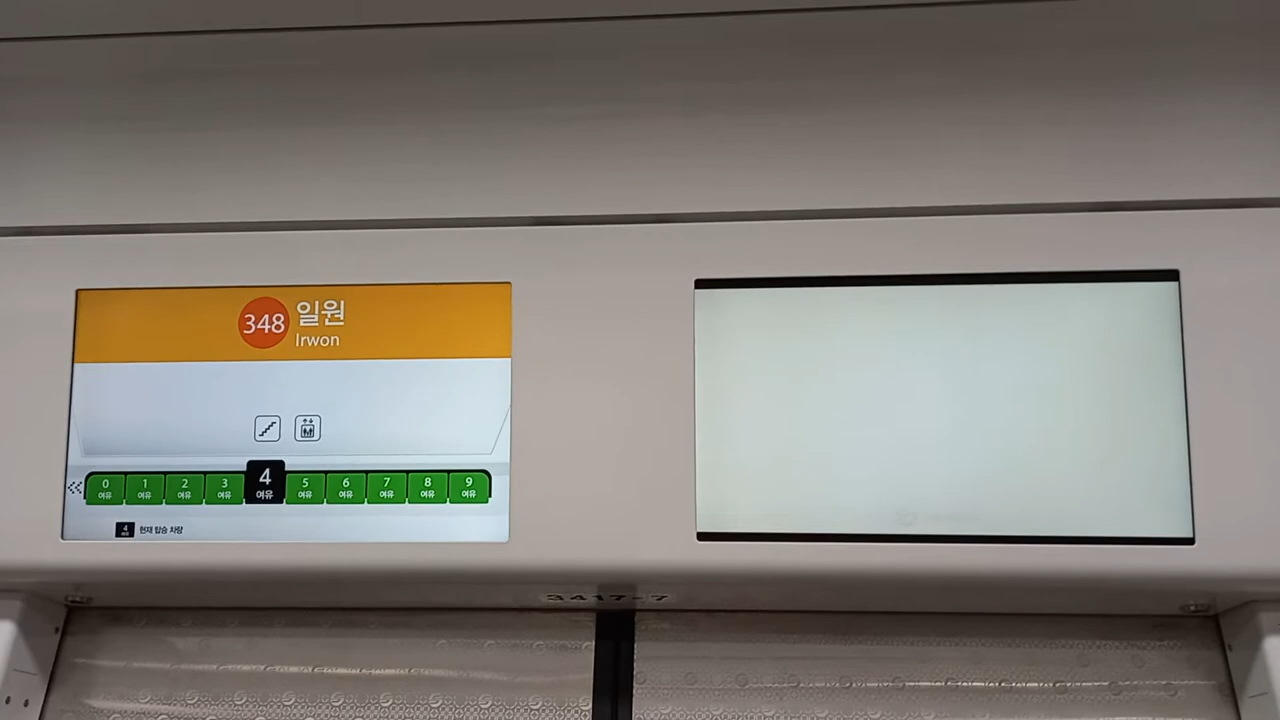 348 일원
Irwon
0 1 2 3 4 5 6 7 8 9
여유 여유 여유 여유 여유 여유 여유 여유 여유 여유
4 현재 탑승 차량
3417-7